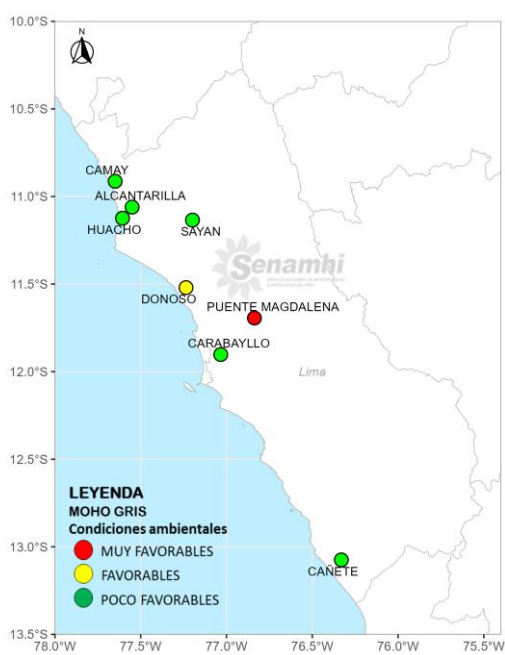 10.0°S
N
10.5°S
CAMAY
11.0°S
ALCANTARILLA
HUACHO
SAYAN
Senamhi
11.5°S
DONOSO
PUENTE MAGDALENA
CARABAYLLO
12.0°S
Lima
12.5°S
LEYENDA
MOHO GRIS
Condiciones ambientales
13.0°S
MUY FAVORABLES
FAVORABLES
CAÑETE
POCO FAVORABLES
13.5°S
78.0°W 77.5°W 77.0°W 76.5°W 76.0°W 75.5°W